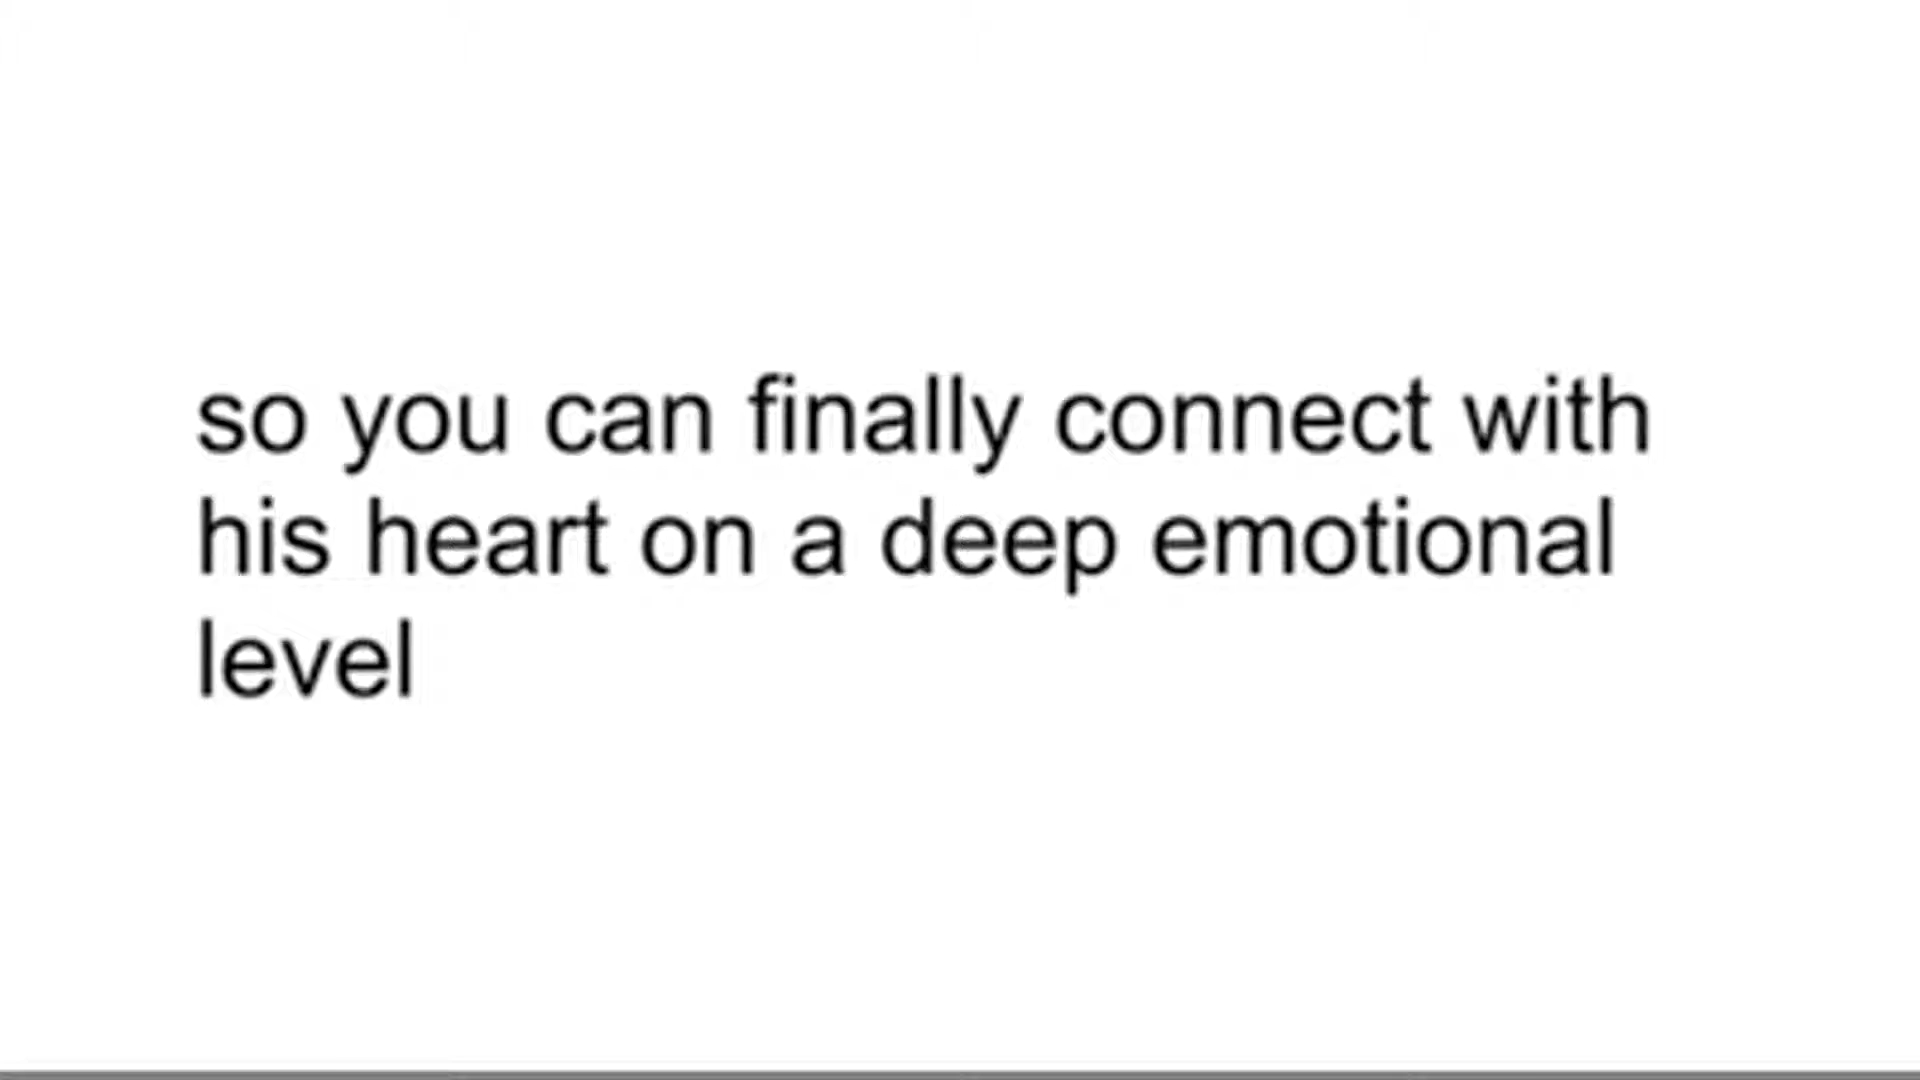 so you can finally connect with
his heart on a deep emotional
level